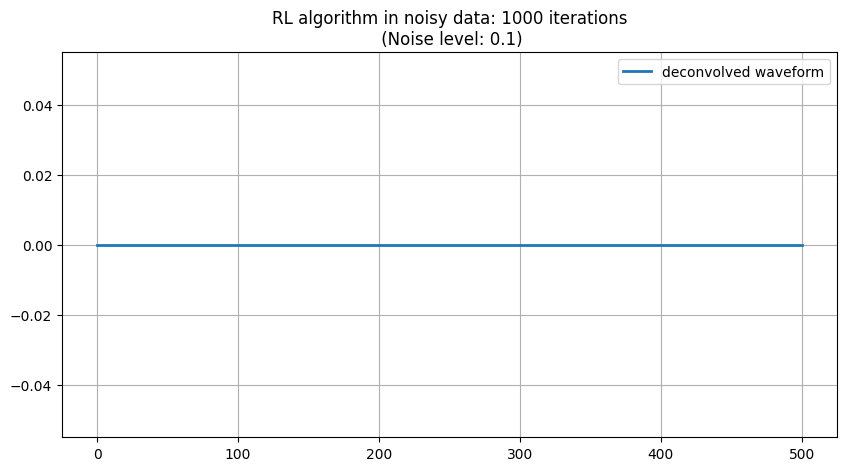 RL algorithm in noisy data: 1000 iterations
(Noise level: 0.1)
deconvolved waveform
0.04
0.02
0.00
−0.02
−0.04
0 100 200 300 400 500